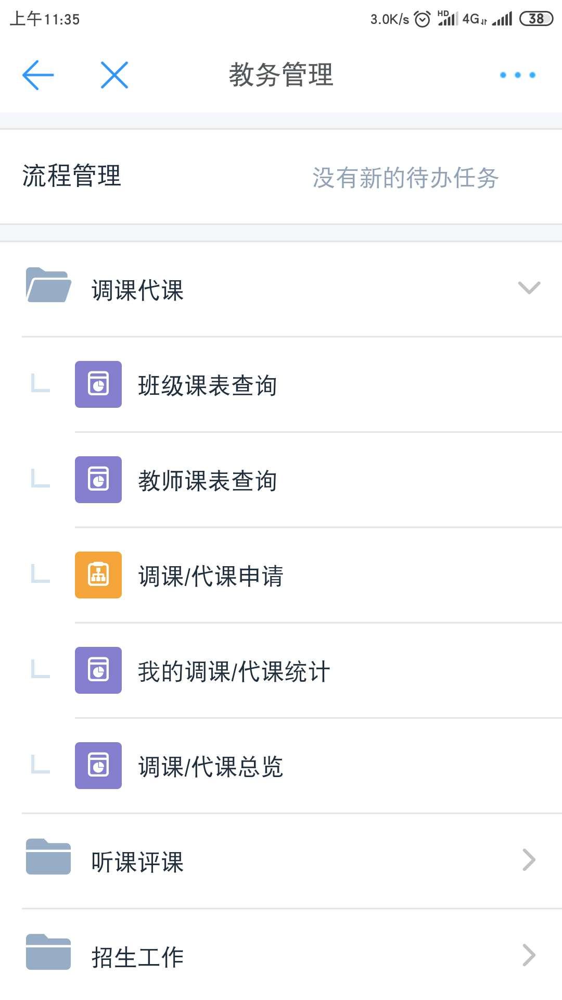 上午11:35
3.0K/s HD 4G 38
教务管理
流程管理 没有新的待办任务
调课代课
班级课表查询
教师课表查询
调课/代课申请
我的调课/代课统计
调课/代课总览
听课评课
招生工作